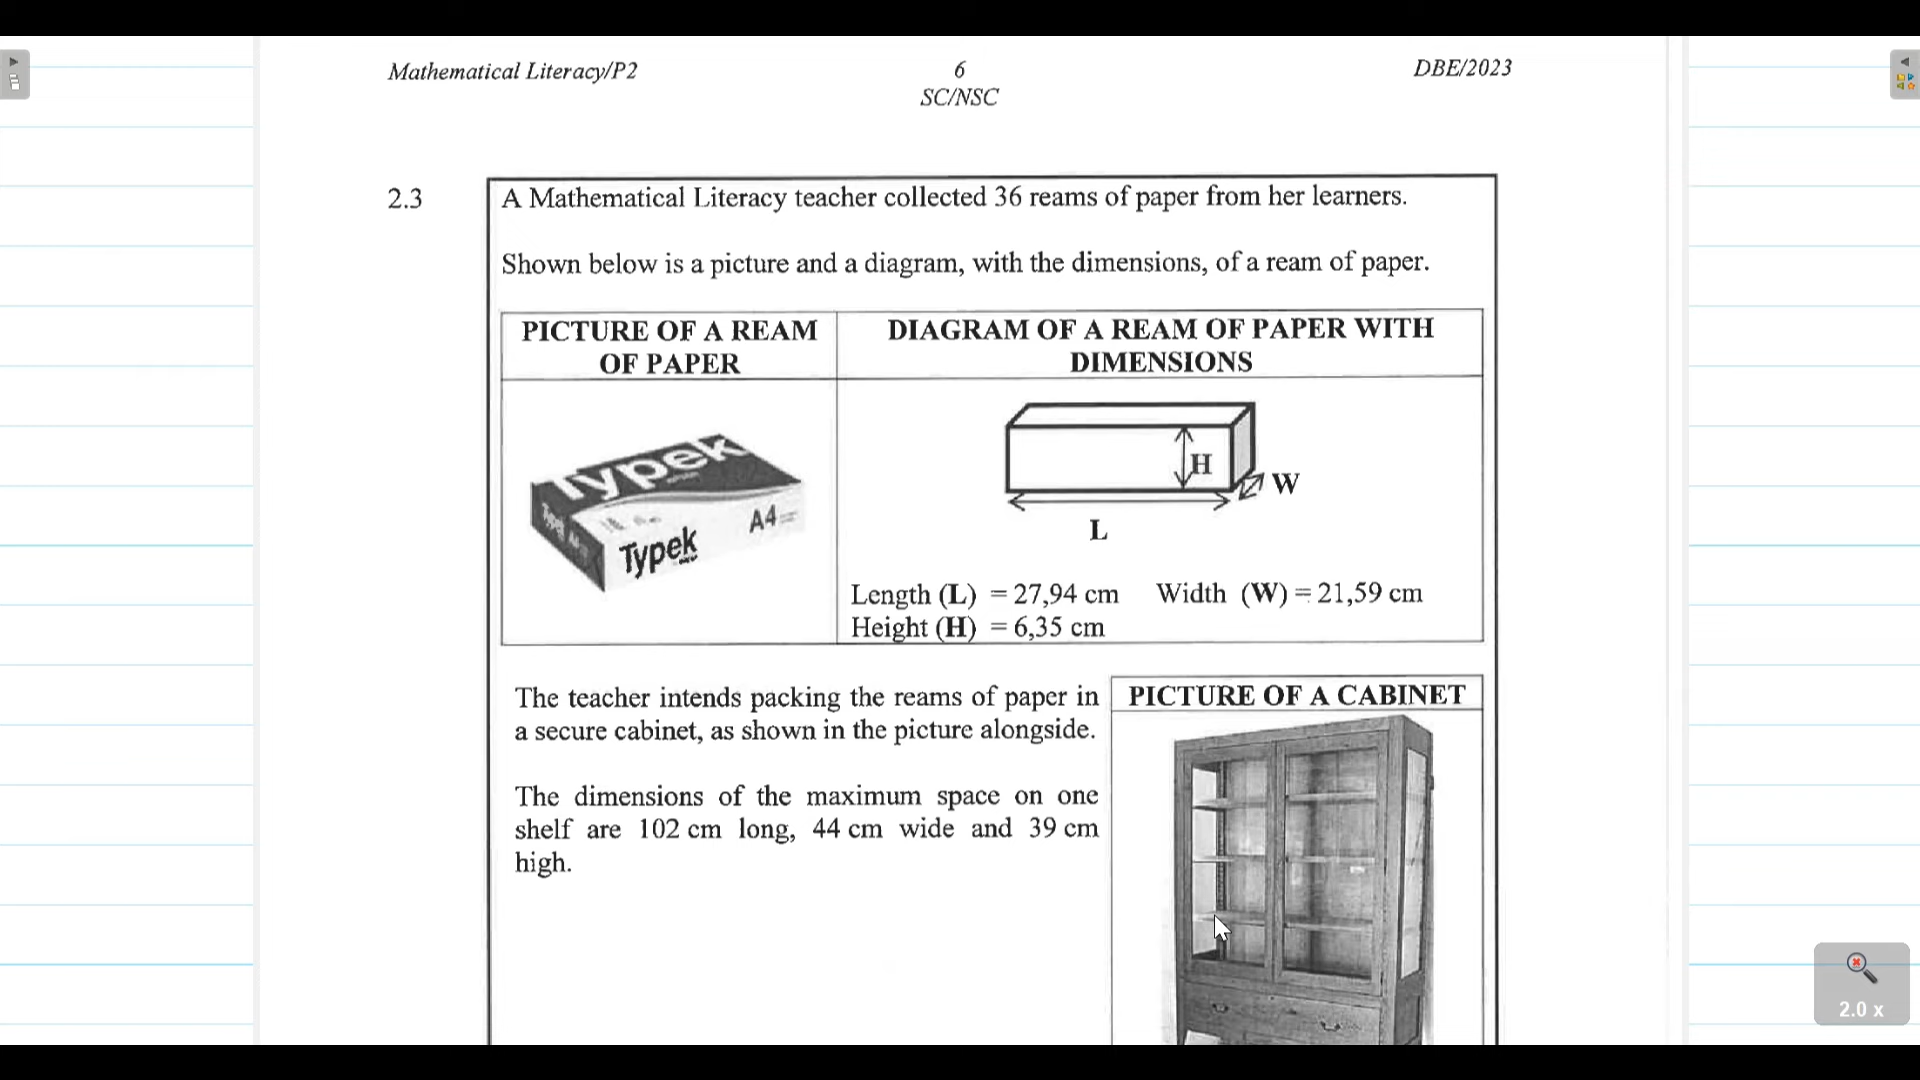 Mathematical Literacy/P2
6
DBE/2023
SC/NSC
2.3
A Mathematical Literacy teacher collected 36 reams of paper from her learners.
Shown below is a picture and a diagram, with the dimensions, of a ream of paper.
PICTURE OF A REAM
OF PAPER
DIAGRAM OF A REAM OF PAPER WITH
DIMENSIONS
Typek
A4
Typek
H
W
L
Length (L) = 27,94 cm Width (W) = 21,59 cm
Height (H) = 6,35 cm
The teacher intends packing the reams of paper in
a secure cabinet, as shown in the picture alongside.
The dimensions of the maximum space on one
shelf are 102 cm long, 44 cm wide and 39 cm
high.
PICTURE OF A CABINET
2.0 x